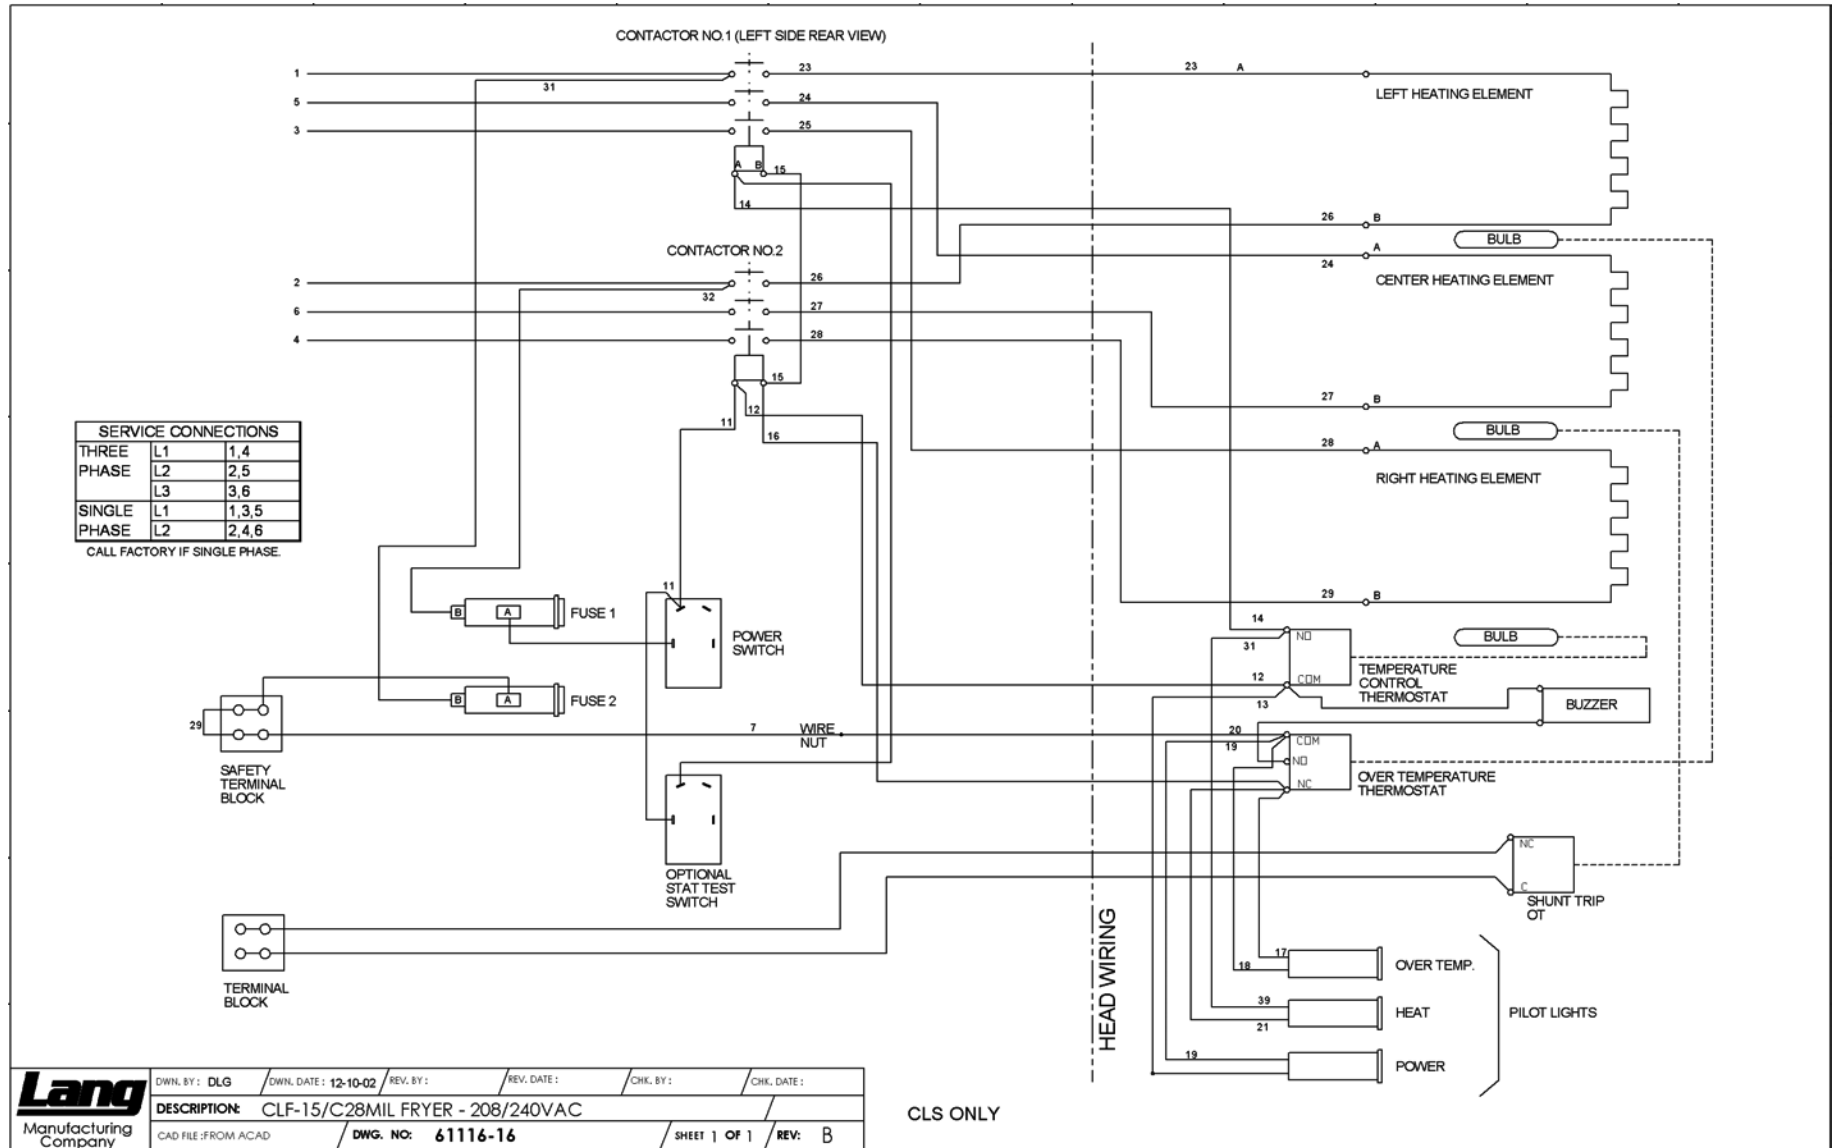 CONTACTOR NO.1 (LEFT SIDE REAR VIEW)
1
31
23
23 A
5
24
LEFT HEATING ELEMENT
3
25
A B 15
14
26 B
BULB
CONTACTOR NO.2
A
24
2
26
CENTER HEATING ELEMENT
32
6
27
4
28
15
27 B
11 12
16
BULB
28 A
RIGHT HEATING ELEMENT
SERVICE CONNECTIONS
THREE L1 1,4
PHASE L2 2,5
L3 3,6
SINGLE L1 1,3,5
PHASE L2 2,4,6
CALL FACTORY IF SINGLE PHASE.
29 B
11
B A FUSE 1
POWER
SWITCH
14
NO
31
BULB
12 COM
13
TEMPERATURE
CONTROL
THERMOSTAT
BUZZER
B A FUSE 2
29
7 WIRE
NUT
20
19
COM
NO
NC
OVER TEMPERATURE
THERMOSTAT
SAFETY
TERMINAL
BLOCK
OPTIONAL
STAT TEST
SWITCH
NC
C
SHUNT TRIP
OT
TERMINAL
BLOCK
HEAD WIRING
17
18
OVER TEMP.
39
21
HEAT
PILOT LIGHTS
19
POWER
CLS ONLY
Lang
Manufacturing
Company
DWN. BY: DLG DWN. DATE: 12-10-02 REV. BY: REV. DATE: CHK. BY: CHK. DATE:
DESCRIPTION: CLF-15/C28MIL FRYER - 208/240VAC
CAD FILE:FROM ACAD DWG. NO: 61116-16 SHEET 1 OF 1 REV: B